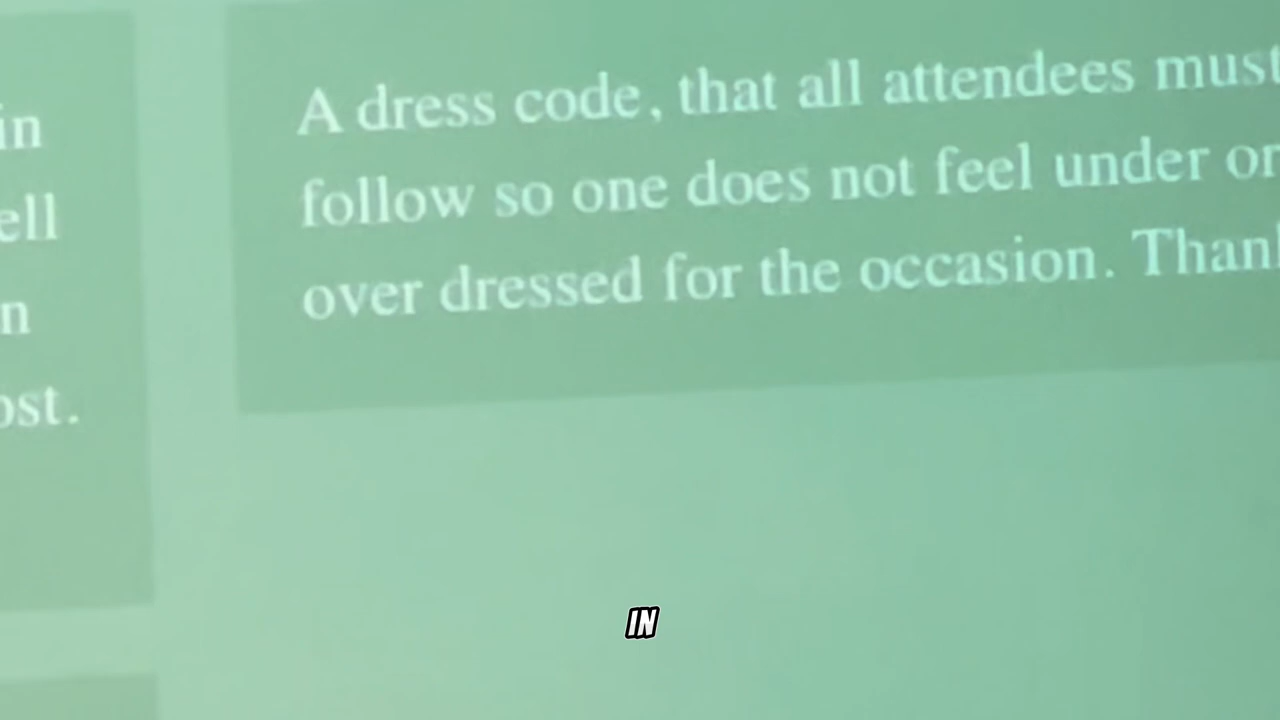 in
ell
n
ost.
A dress code, that all attendees must
follow so one does not feel under or
over dressed for the occasion.
IN